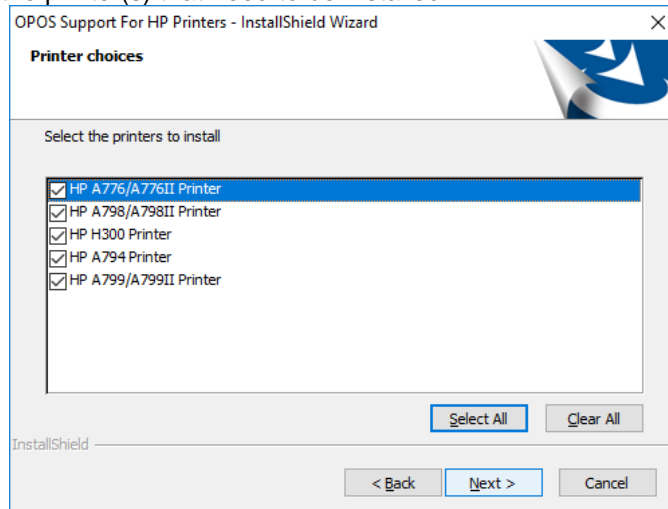 OPOS Support For HP Printers - InstallShield Wizard
Printer choices
Select the printers to install
HP A776/A776II Printer
HP A798/A798II Printer
HP H300 Printer
HP A794 Printer
HP A799/A799II Printer
Select All Clear All
InstallShield
< Back Next > Cancel